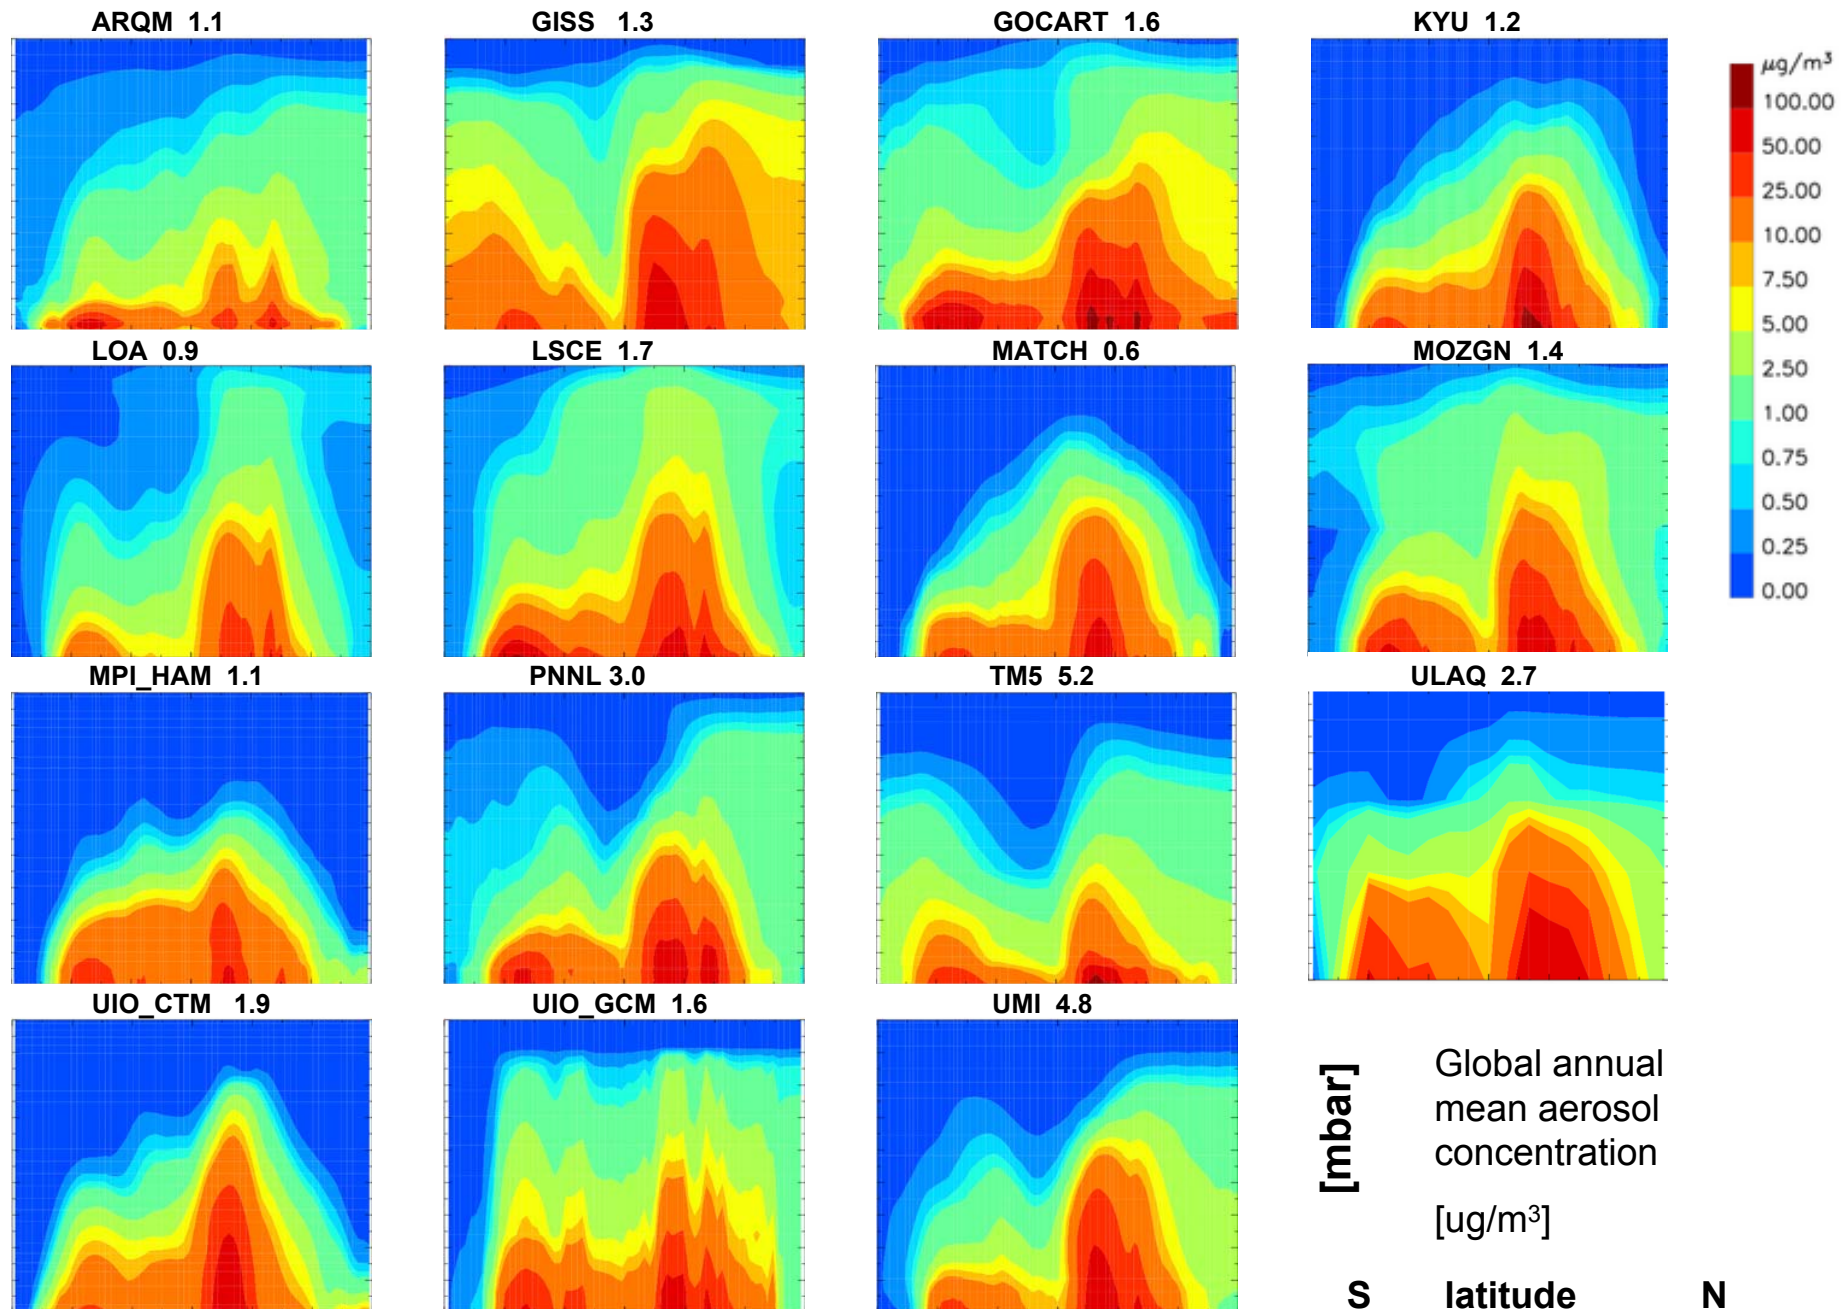 ARQM 1.1
GISS 1.3
GOCART 1.6
KYU 1.2
µg/m³
100.00
50.00
25.00
10.00
7.50
5.00
2.50
1.00
0.75
0.50
0.25
0.00
LOA 0.9
LSCE 1.7
MATCH 0.6
MOZGN 1.4
MPI_HAM 1.1
PNNL 3.0
TM5 5.2
ULAQ 2.7
UIO_CTM 1.9
UIO_GCM 1.6
UMI 4.8
[mbar]
Global annual
mean aerosol
concentration
[ug/m³]
S latitude N